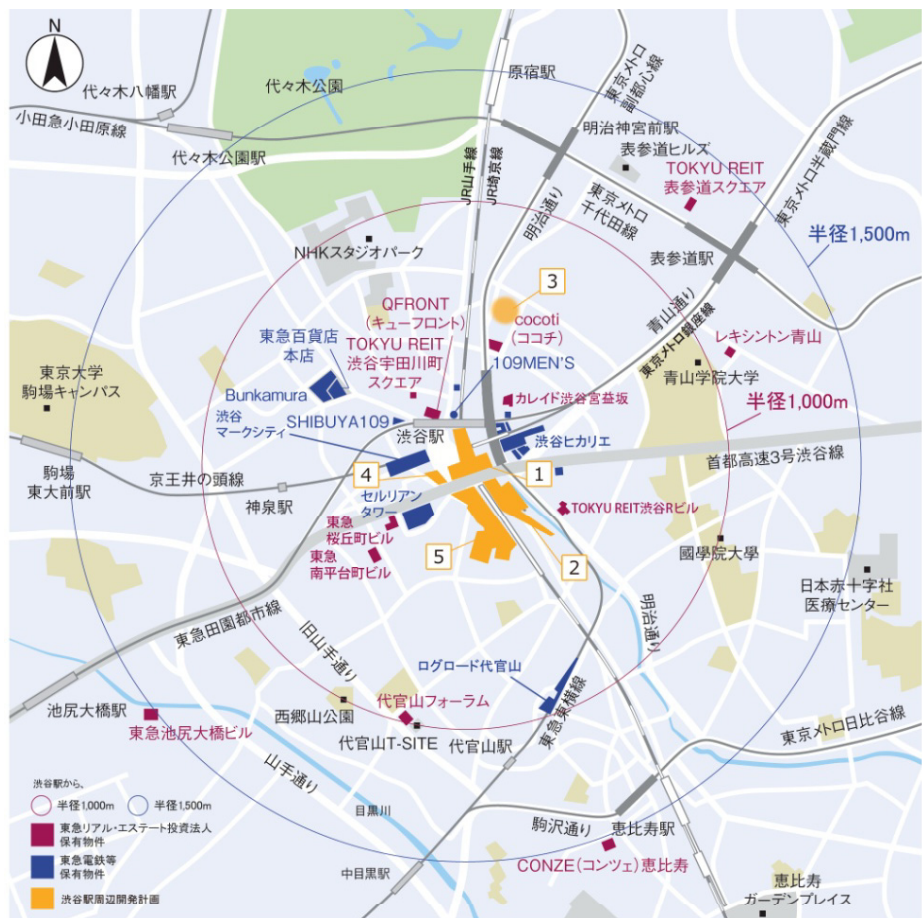 N
代々木八幡駅
代々木公園
原宿駅
東京メトロ
副都心線
小田急小田原線
代々木公園駅
明治神宮前駅
表参道ヒルズ
TOKYU REIT
表参道スクエア
東京メトロ半蔵門線
JR山手線
JR埼京線
明治通り
東京メトロ
千代田線
半径1,500m
NHKスタジオパーク
表参道駅
3
青山通り
東京メトロ銀座線
QFRONT
(キューフロント)
cocoti
(ココチ)
東急百貨店
本店
TOKYU REIT
渋谷宇田川町
スクエア
109MEN'S
レキシントン青山
青山学院大学
東京大学
駒場キャンパス
Bunkamura
カレイド渋谷宮益坂
半径1,000m
渋谷
マークシティ
SHIBUYA109
渋谷駅
渋谷ヒカリエ
首都高速3号渋谷線
駒場
東大前駅
京王井の頭線
4
1
神泉駅
セルリアン
タワー
TOKYU REIT渋谷Rビル
東急
桜丘町ビル
東急
南平台町ビル
5
2
國學院大學
日本赤十字社
医療センター
東急田園都市線
旧山手通り
明治通り
ログロード代官山
東急東横線
池尻大橋駅
東急池尻大橋ビル
西郷山公園
代官山フォーラム
代官山T-SITE
代官山駅
東京メトロ日比谷線
山手通り
渋谷駅から、
半径1,000m
半径1,500m
目黒川
駒沢通り
恵比寿駅
東急リアル・エステート投資法人
保有物件
東急電鉄等
保有物件
CONZE(コンツェ)恵比寿
中目黒駅
渋谷駅周辺開発計画
恵比寿
ガーデンプレイス